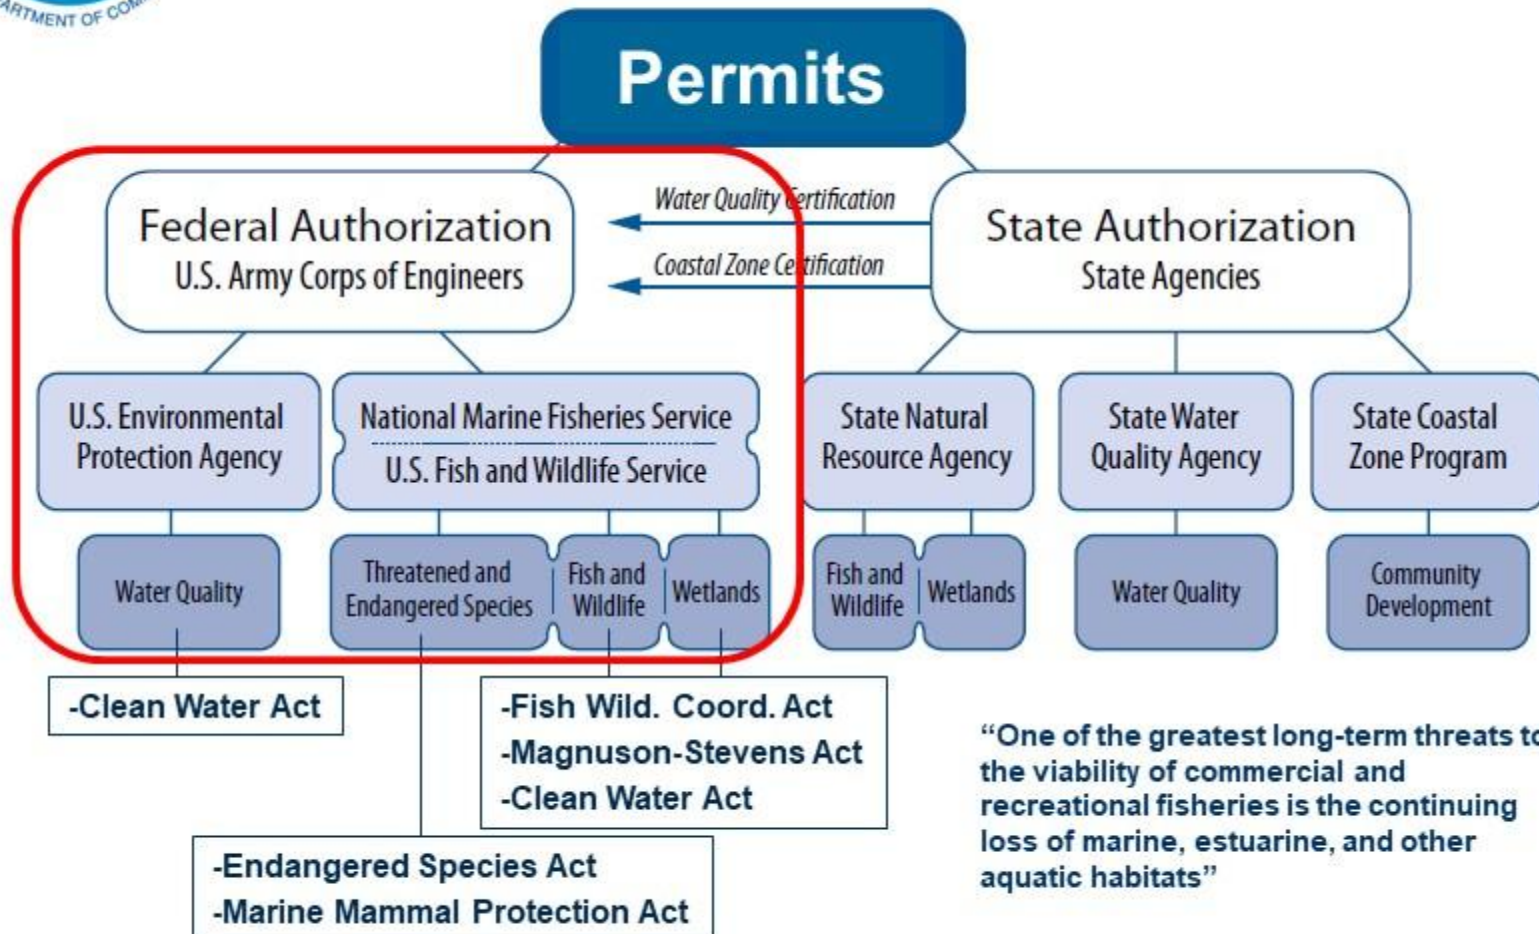 DEPARTMENT OF COM
Permits
Federal Authorization
U.S. Army Corps of Engineers
Water Quality Certification
Coastal Zone Certification
State Authorization
State Agencies
U.S. Environmental
Protection Agency
National Marine Fisheries Service
U.S. Fish and Wildlife Service
State Natural
Resource Agency
State Water
Quality Agency
State Coastal
Zone Program
Water Quality
Threatened and
Endangered Species
Fish and
Wildlife
Wetlands
Fish and
Wildlife
Wetlands
Water Quality
Community
Development
-Clean Water Act
-Fish Wild. Coord. Act
-Magnuson-Stevens Act
-Clean Water Act
-Endangered Species Act
-Marine Mammal Protection Act
“One of the greatest long-term threats to
the viability of commercial and
recreational fisheries is the continuing
loss of marine, estuarine, and other
aquatic habitats”